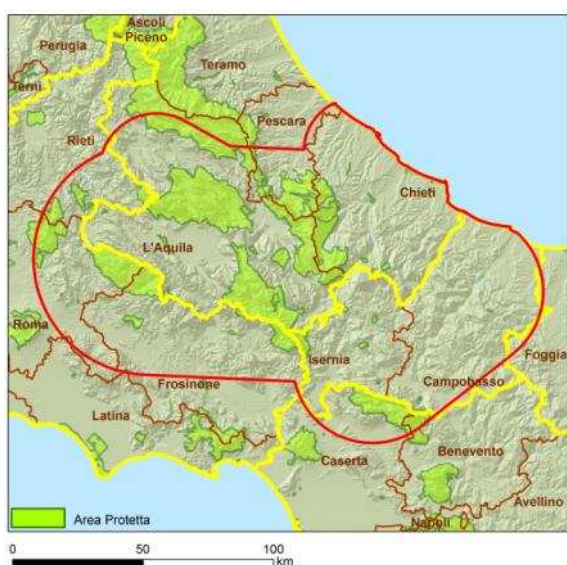 Ascoli
Piceno
Perugia
Teramo
Terni
Pescara
Rieti
Chieti
L'Aquila
Roma
Isernia
Foggia
Frosinone
Campobasso
Latina
Benevento
Caserta
Avellino
Napoli
Area Protetta
0 50 100
km